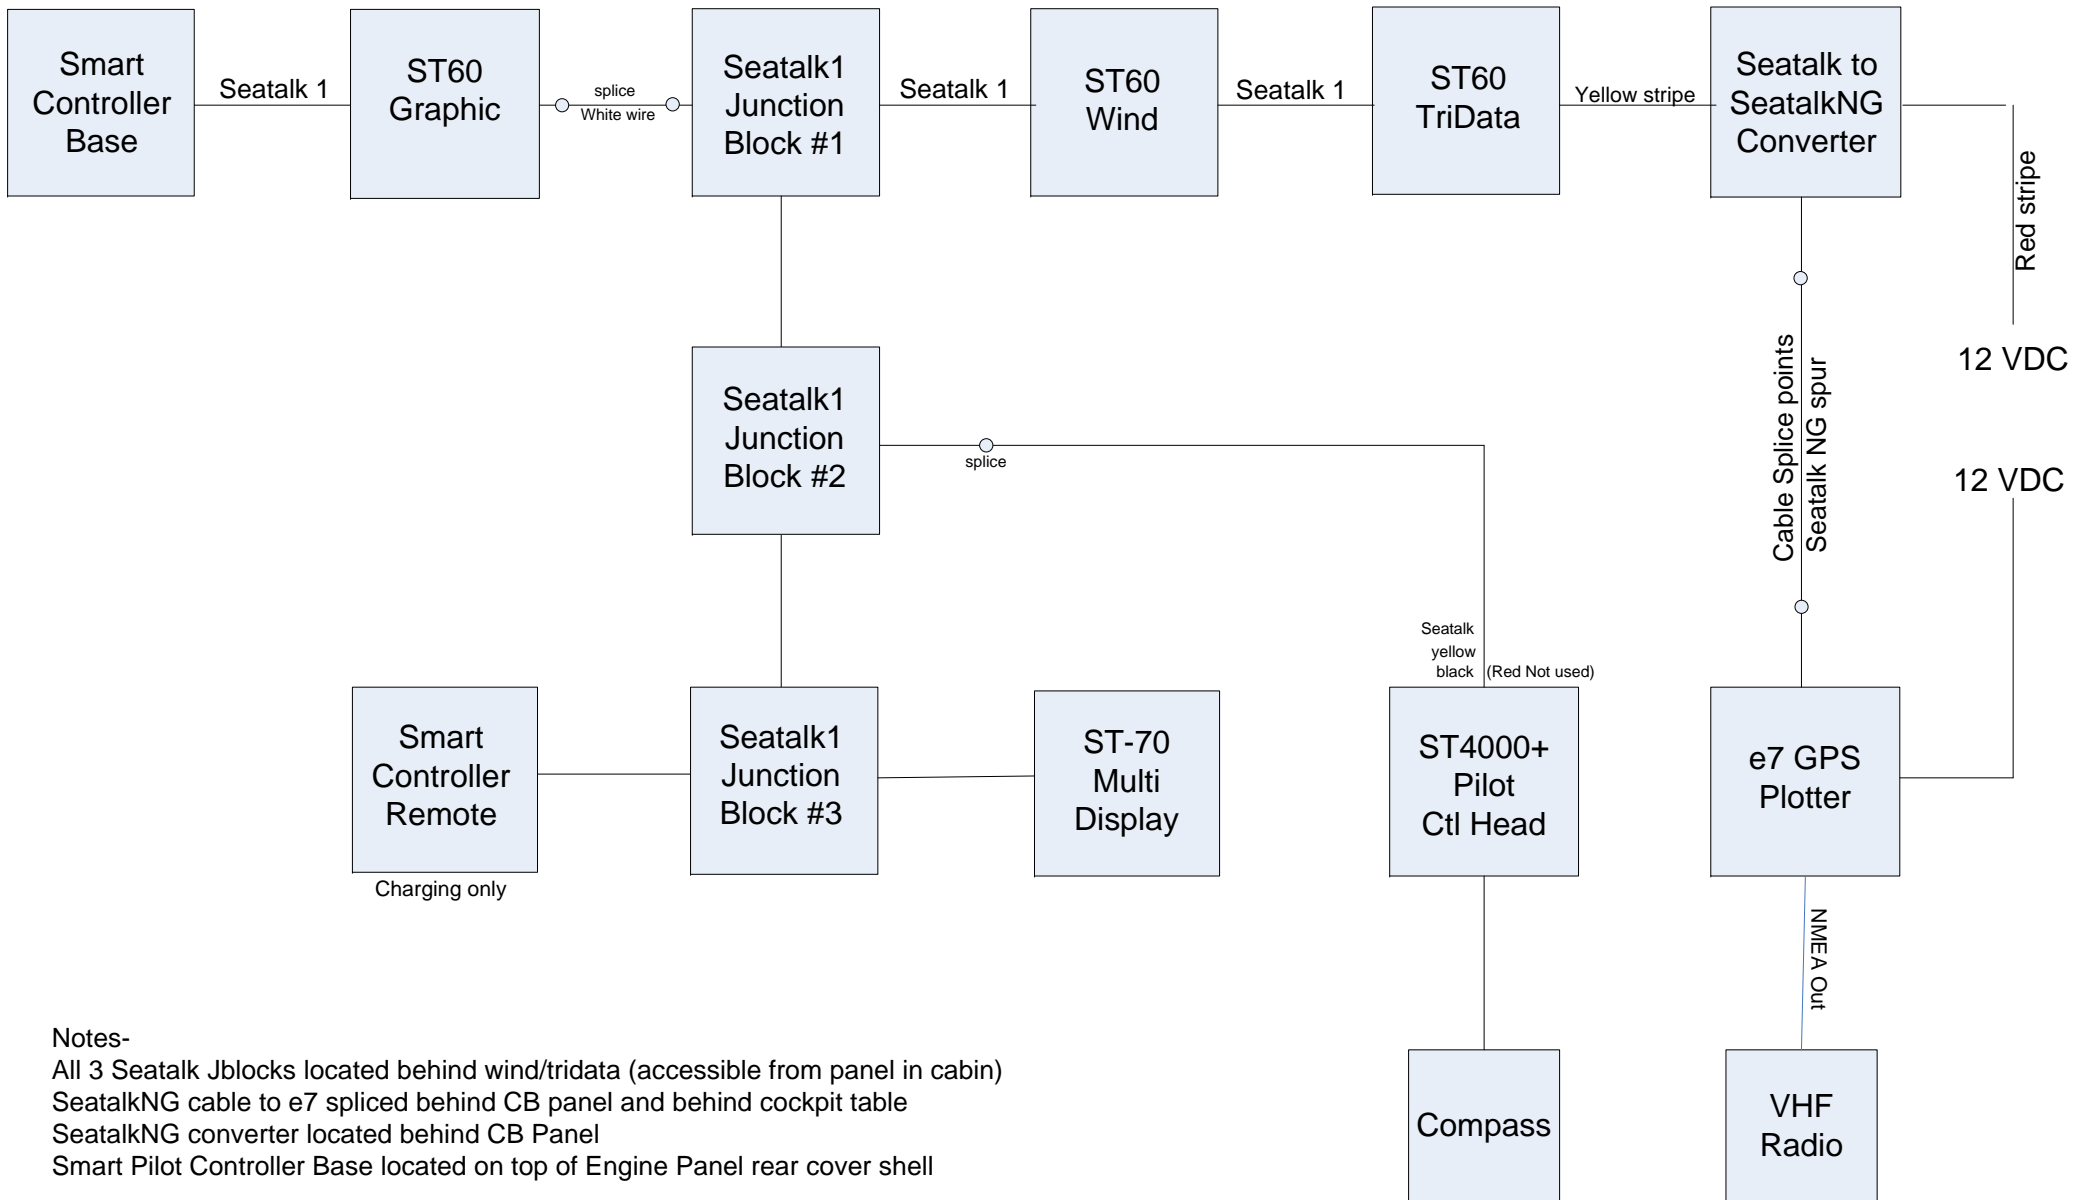 Smart
Controller
Base
Seatalk 1
ST60
Graphic
splice
White wire
Seatalk1
Junction
Block #1
Seatalk 1
ST60
Wind
Seatalk 1
ST60
TriData
Yellow stripe
Seatalk to
SeatalkNG
Converter
Red stripe
12 VDC
12 VDC
Cable Splice points
Seatalk NG spur
Seatalk1
Junction
Block #2
splice
Seatalk
yellow
black
(Red Not used)
Smart
Controller
Remote
Charging only
Seatalk1
Junction
Block #3
ST-70
Multi
Display
ST4000+
Pilot
Ctl Head
e7 GPS
Plotter
NMEA Out
Compass
VHF
Radio
Notes-
All 3 Seatalk Jblocks located behind wind/tridata (accessible from panel in cabin)
SeatalkNG cable to e7 spliced behind CB panel and behind cockpit table
SeatalkNG converter located behind CB Panel
Smart Pilot Controller Base located on top of Engine Panel rear cover shell